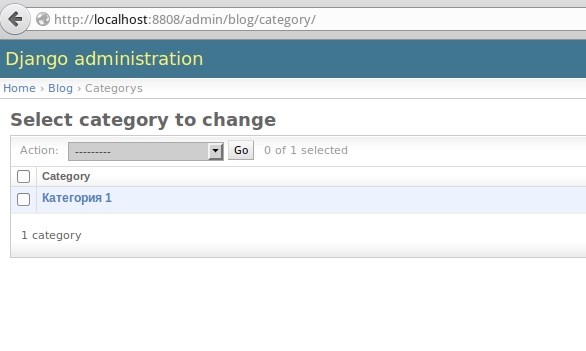 http://localhost:8808/admin/blog/category/
Django administration
Home › Blog › Categorys
Select category to change
Action: --------- Go 0 of 1 selected
Category
Категория 1
1 category